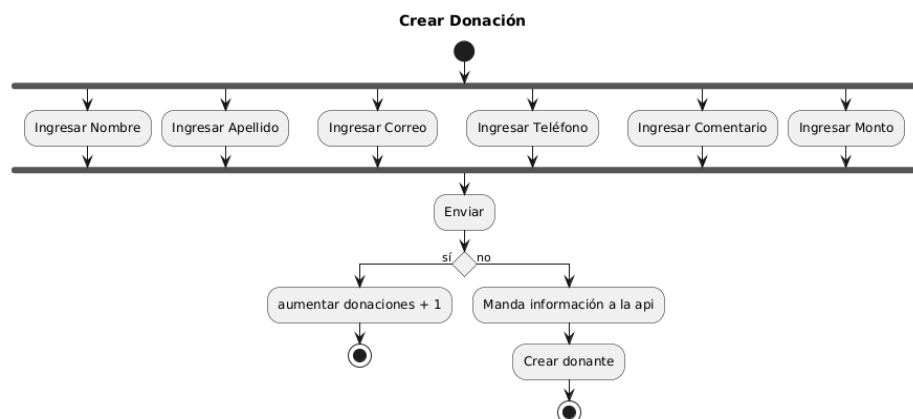 Crear Donación
Ingresar Nombre
Ingresar Apellido
Ingresar Correo
Ingresar Teléfono
Ingresar Comentario
Ingresar Monto
Enviar
sí
no
aumentar donaciones + 1
Manda información a la api
Crear donante